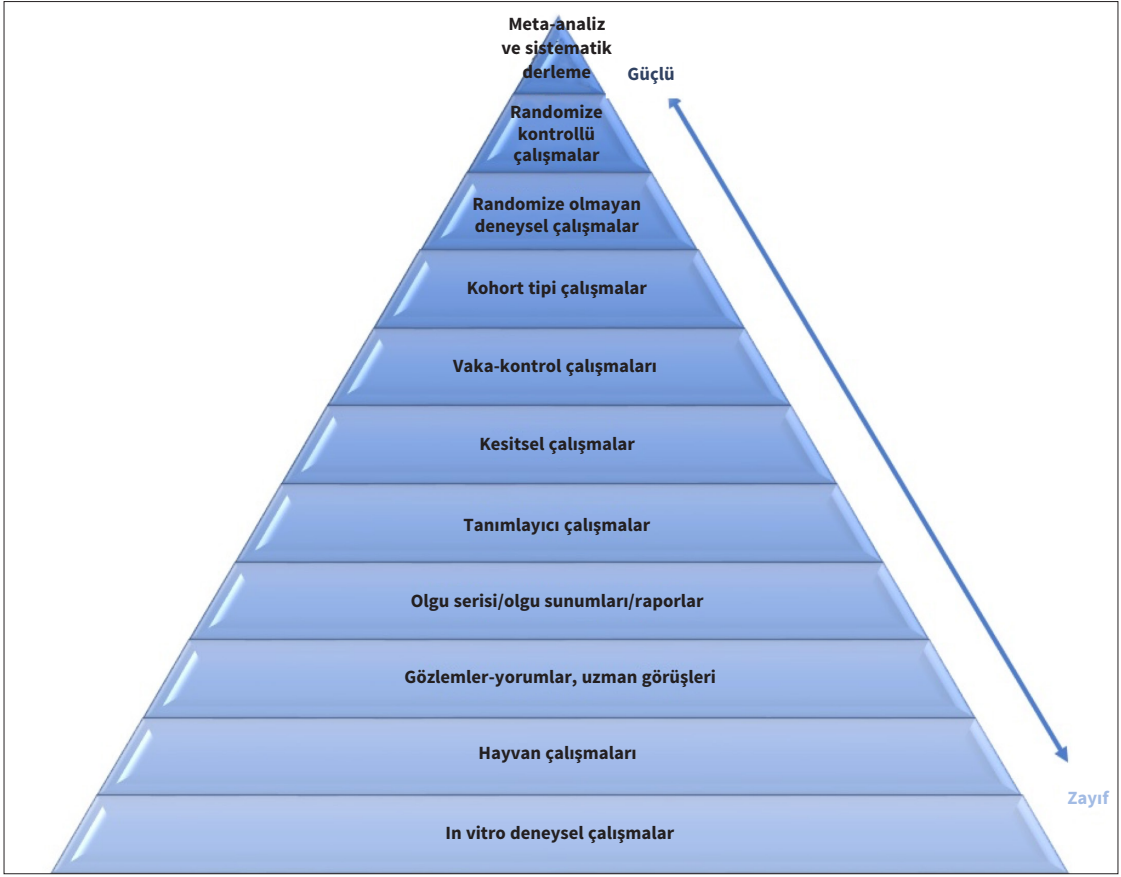 Meta-analiz
ve sistematik
derleme
Güçlü
Randomize
kontrollü
çalışmalar
Randomize olmayan
deneysel çalışmalar
Kohort tipi çalışmalar
Vaka-kontrol çalışmaları
Kesitsel çalışmalar
Tanımlayıcı çalışmalar
Olgu serisi/olgu sunumları/raporlar
Gözlemler-yorumlar, uzman görüşleri
Hayvan çalışmaları
Zayıf
In vitro deneysel çalışmalar